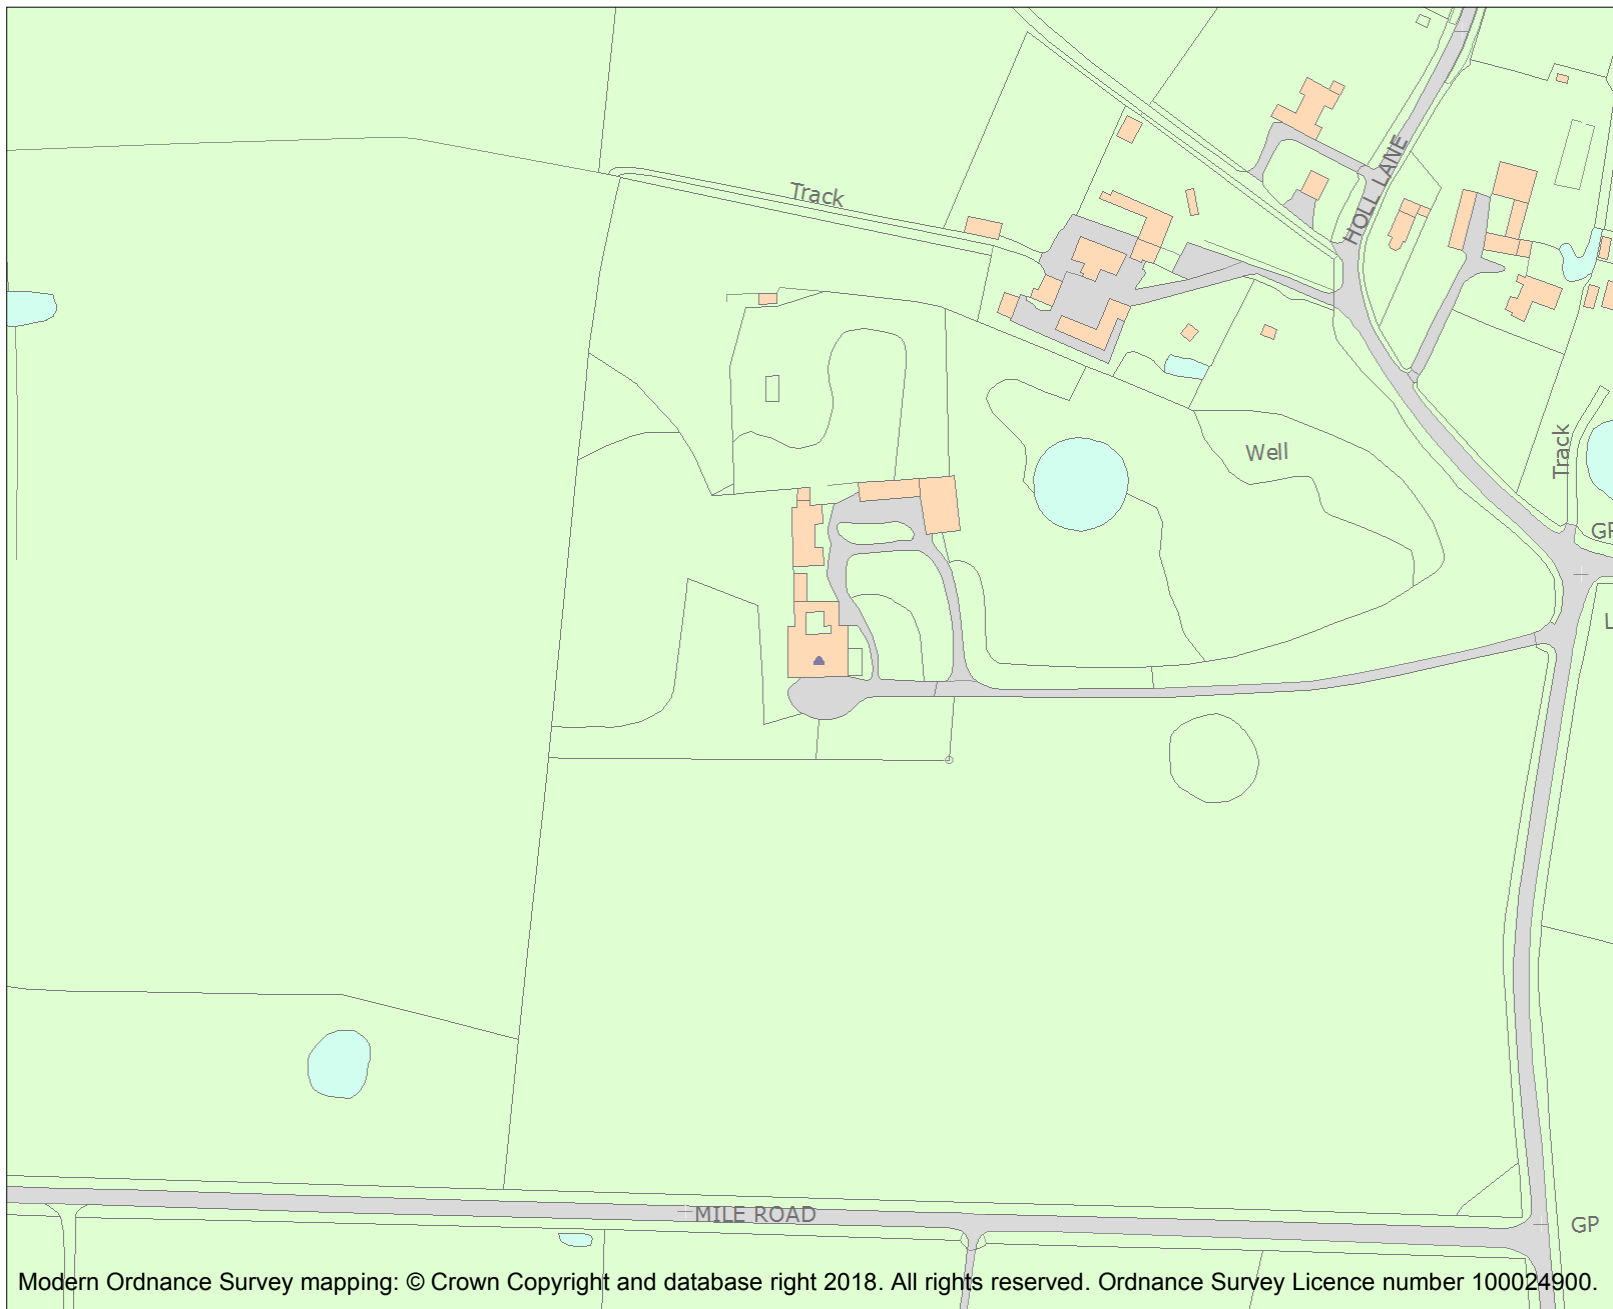 Track
HOLL LANE
Well
Track
GP
L
MILE ROAD
GP
Modern Ordnance Survey mapping: © Crown Copyright and database right 2018. All rights reserved. Ordnance Survey Licence number 100024900.